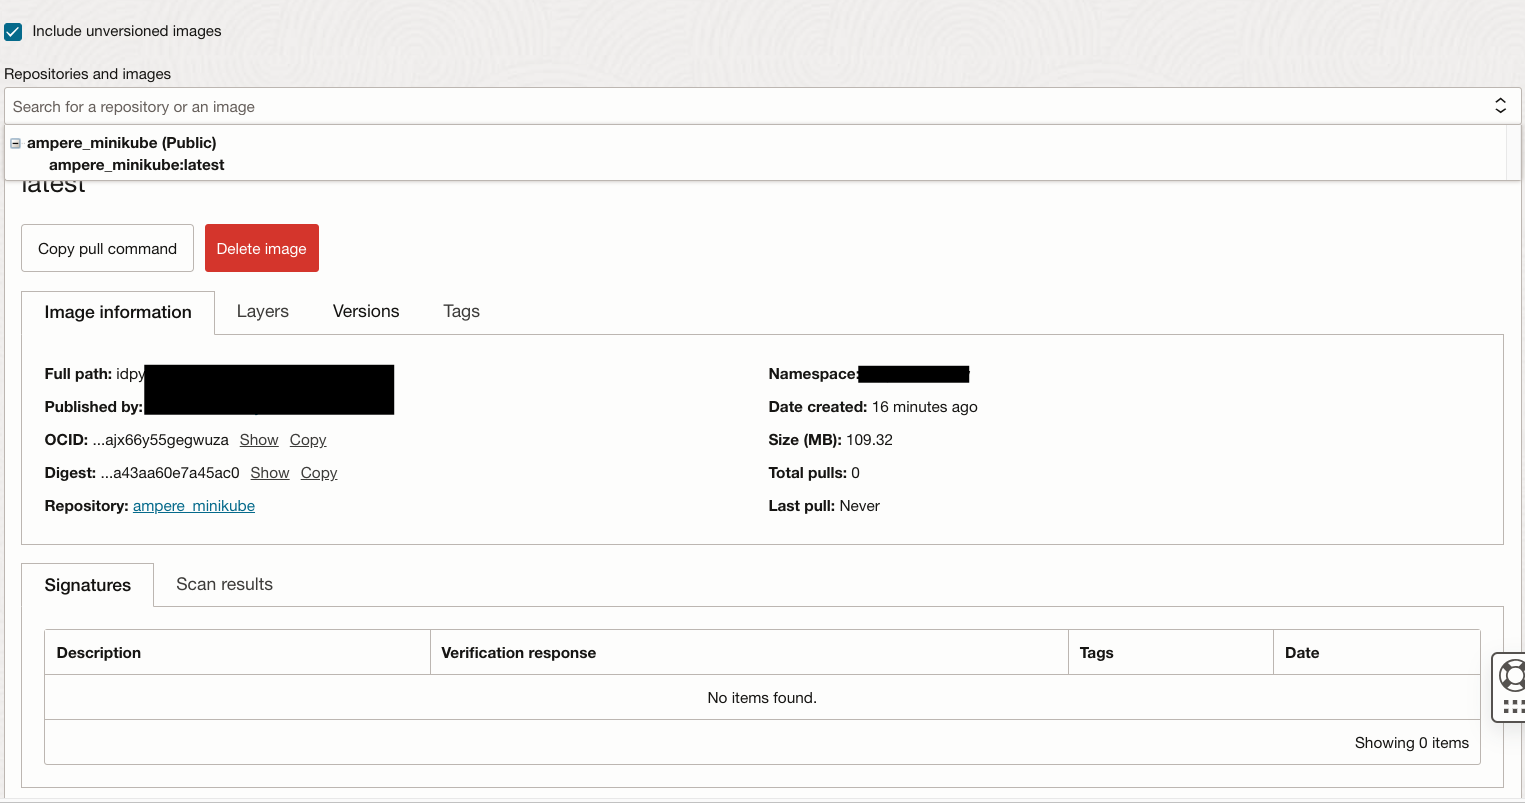 Include unversioned images
Repositories and images
Search for a repository or an image
ampere_minikube (Public)
ampere_minikube:latest
latest
Copy pull command Delete image
Image information Layers Versions Tags
Full path: idpy
Namespace:
Published by:
Date created: 16 minutes ago
OCID: ...ajx66y55gegwuza Show Copy
Size (MB): 109.32
Digest: ...a43aa60e7a45ac0 Show Copy
Total pulls: 0
Repository: ampere_minikube
Last pull: Never
Signatures Scan results
Description Verification response Tags Date
No items found.
Showing 0 items